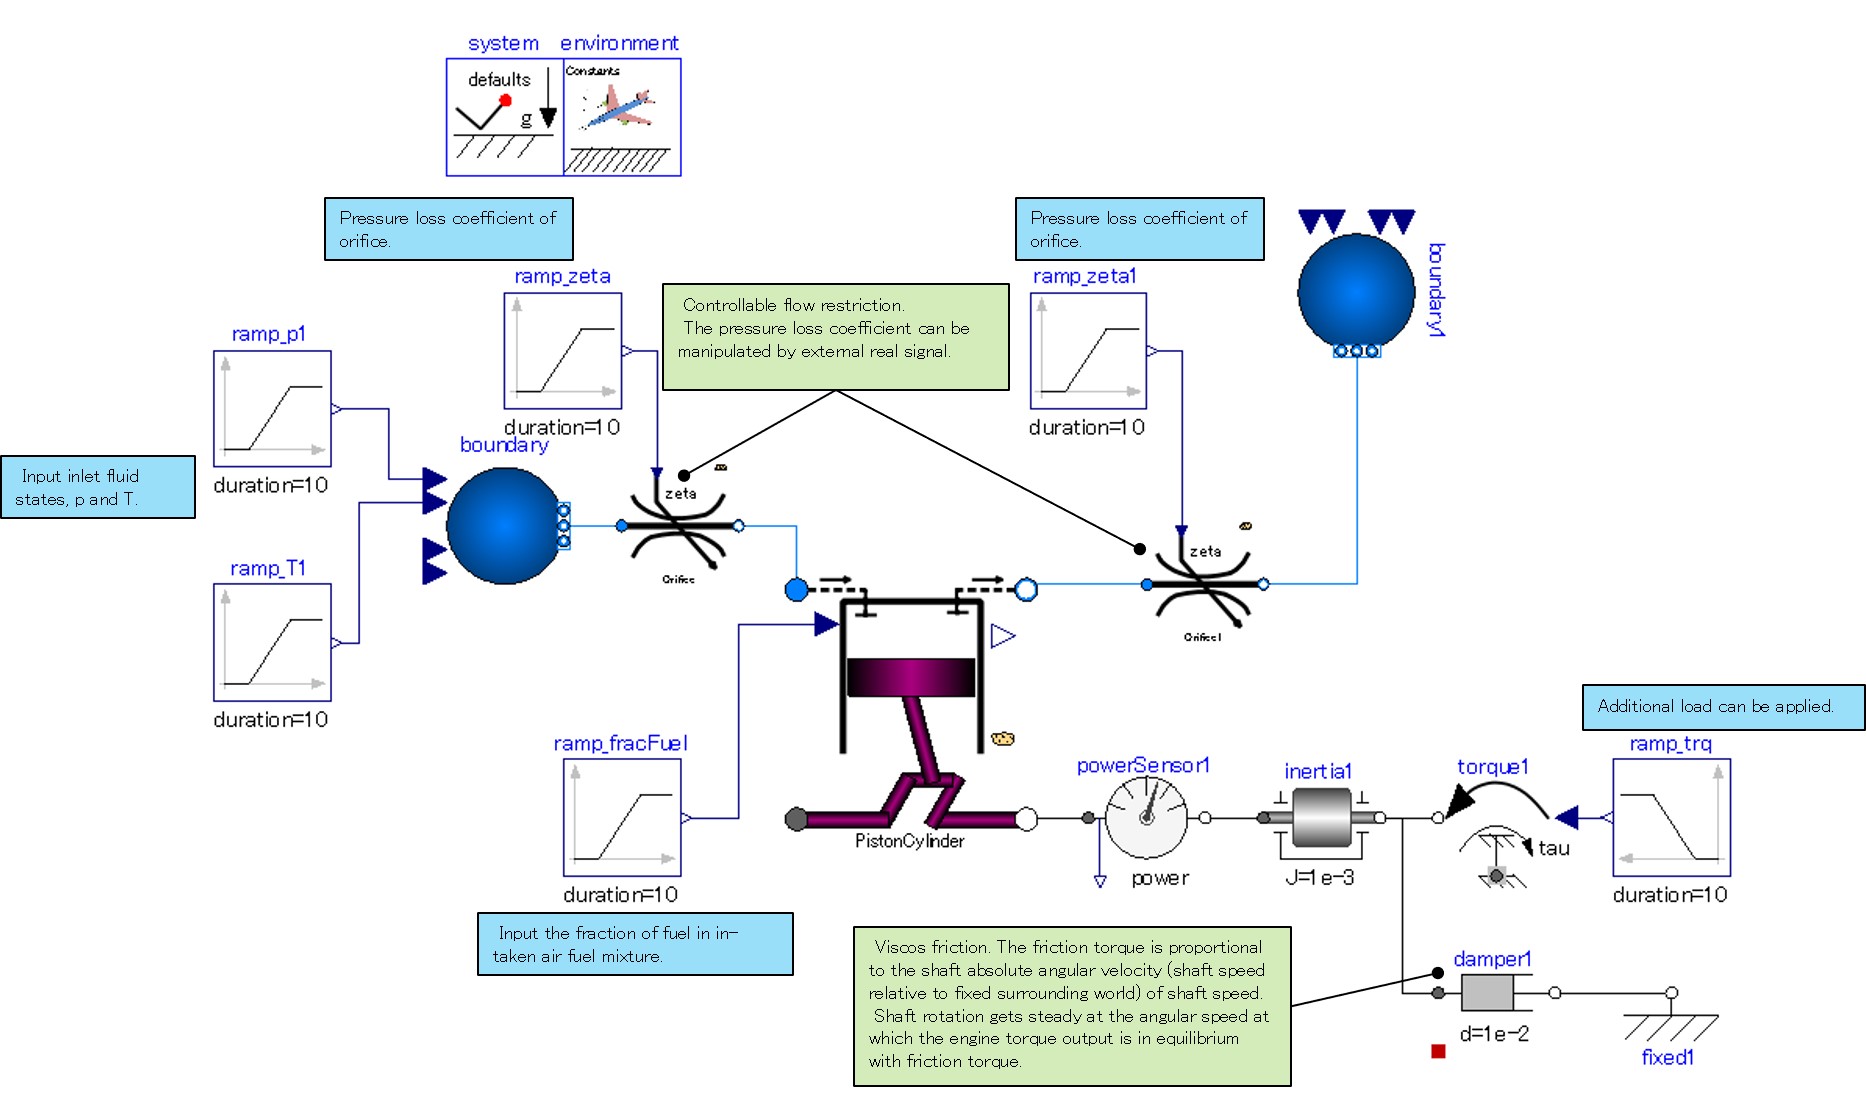 system environment
defaults
g
Constants
Pressure loss coefficient of
orifice.
Pressure loss coefficient of
orifice.
ramp_zeta
ramp_zeta1
boundary1
Controllable flow restriction.
The pressure loss coefficient can be
manipulated by external real signal.
ramp_p1
duration=10
duration=10
boundary
Input inlet fluid
states, p and T.
duration=10
zeta
Orifice
zeta
Orifice1
ramp_T1
duration=10
Additional load can be applied.
ramp_fracFuel
ramp_trq
powerSensor1
inertia1
torque1
PistonCylinder
tau
power
J=1e-3
duration=10
duration=10
Input the fraction of fuel in in-
taken air fuel mixture.
Viscos friction. The friction torque is proportional
to the shaft absolute angular velocity (shaft speed
relative to fixed surrounding world) of shaft speed.
Shaft rotation gets steady at the angular speed at
which the engine torque output is in equilibrium
with friction torque.
damper1
d=1e-2
fixed1